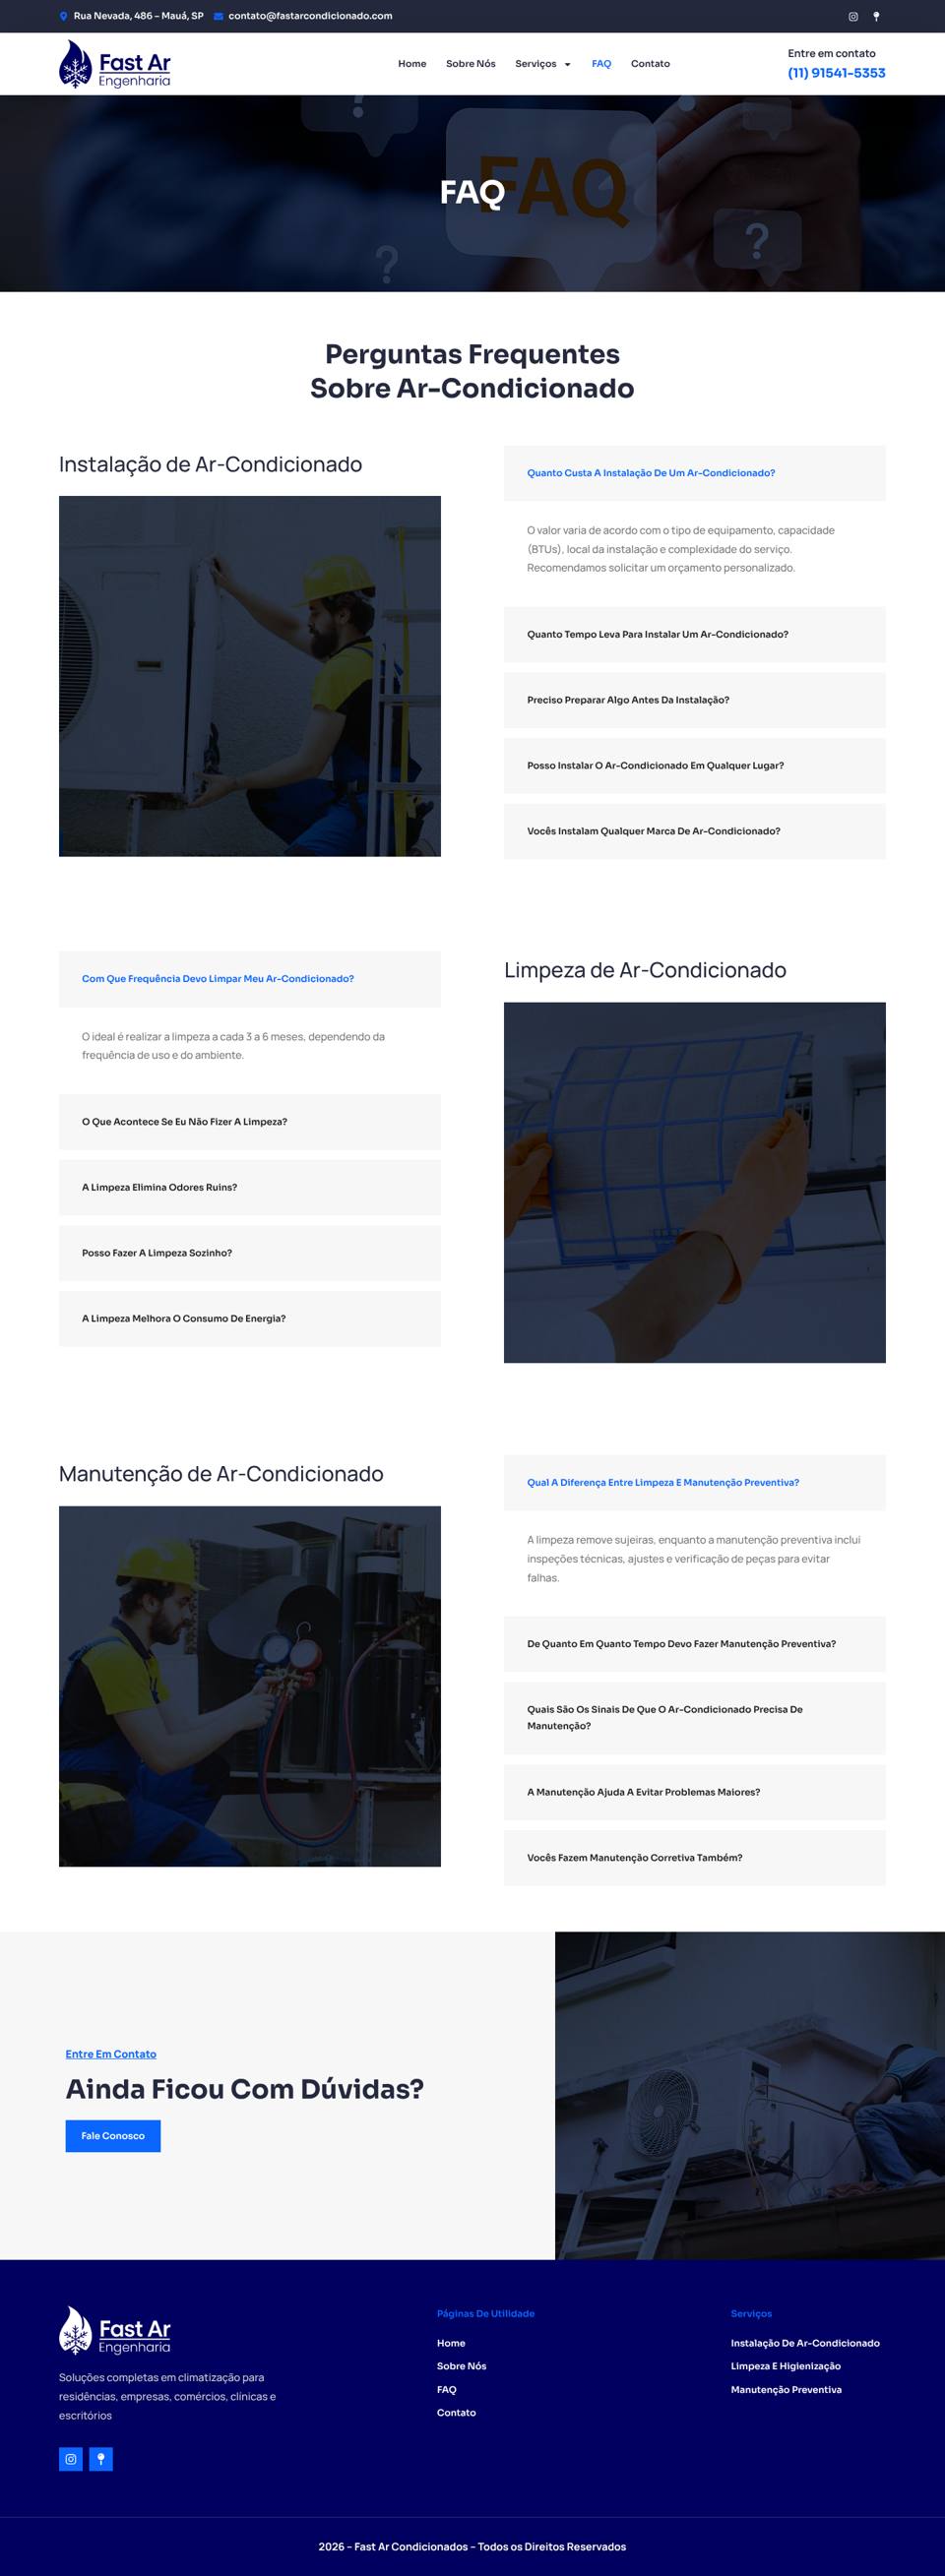 Rua Nevada, 486 – Mauá, SP
contato@fastarcondicionado.com
Fast Ar
Engenharia
Home
Sobre Nós
Serviços
FAQ
Contato
Entre em contato
(11) 91541-5353
FAQ
FAQ
?
?
?
Perguntas Frequentes
Sobre Ar-Condicionado
Instalação de Ar-Condicionado
Quanto Custa A Instalação De Um Ar-Condicionado?
O valor varia de acordo com o tipo de equipamento, capacidade
(BTUs), local da instalação e complexidade do serviço.
Recomendamos solicitar um orçamento personalizado.
Quanto Tempo Leva Para Instalar Um Ar-Condicionado?
Preciso Preparar Algo Antes Da Instalação?
Posso Instalar O Ar-Condicionado Em Qualquer Lugar?
Vocês Instalam Qualquer Marca De Ar-Condicionado?
Com Que Frequência Devo Limpar Meu Ar-Condicionado?
O ideal é realizar a limpeza a cada 3 a 6 meses, dependendo da
frequência de uso e do ambiente.
O Que Acontece Se Eu Não Fizer A Limpeza?
A Limpeza Elimina Odores Ruins?
Posso Fazer A Limpeza Sozinho?
A Limpeza Melhora O Consumo De Energia?
Limpeza de Ar-Condicionado
Manutenção de Ar-Condicionado
Qual A Diferença Entre Limpeza E Manutenção Preventiva?
A limpeza remove sujeiras, enquanto a manutenção preventiva inclui
inspeções técnicas, ajustes e verificação de peças para evitar
falhas.
De Quanto Em Quanto Tempo Devo Fazer Manutenção Preventiva?
Quais São Os Sinais De Que O Ar-Condicionado Precisa De
Manutenção?
A Manutenção Ajuda A Evitar Problemas Maiores?
Vocês Fazem Manutenção Corretiva Também?
Entre Em Contato
Ainda Ficou Com Dúvidas?
Fale Conosco
Fast Ar
Engenharia
Soluções completas em climatização para
residências, empresas, comércios, clínicas e
escritórios
Páginas De Utilidade
Home
Sobre Nós
FAQ
Contato
Serviços
Instalação De Ar-Condicionado
Limpeza E Higienização
Manutenção Preventiva
2026 – Fast Ar Condicionados – Todos os Direitos Reservados